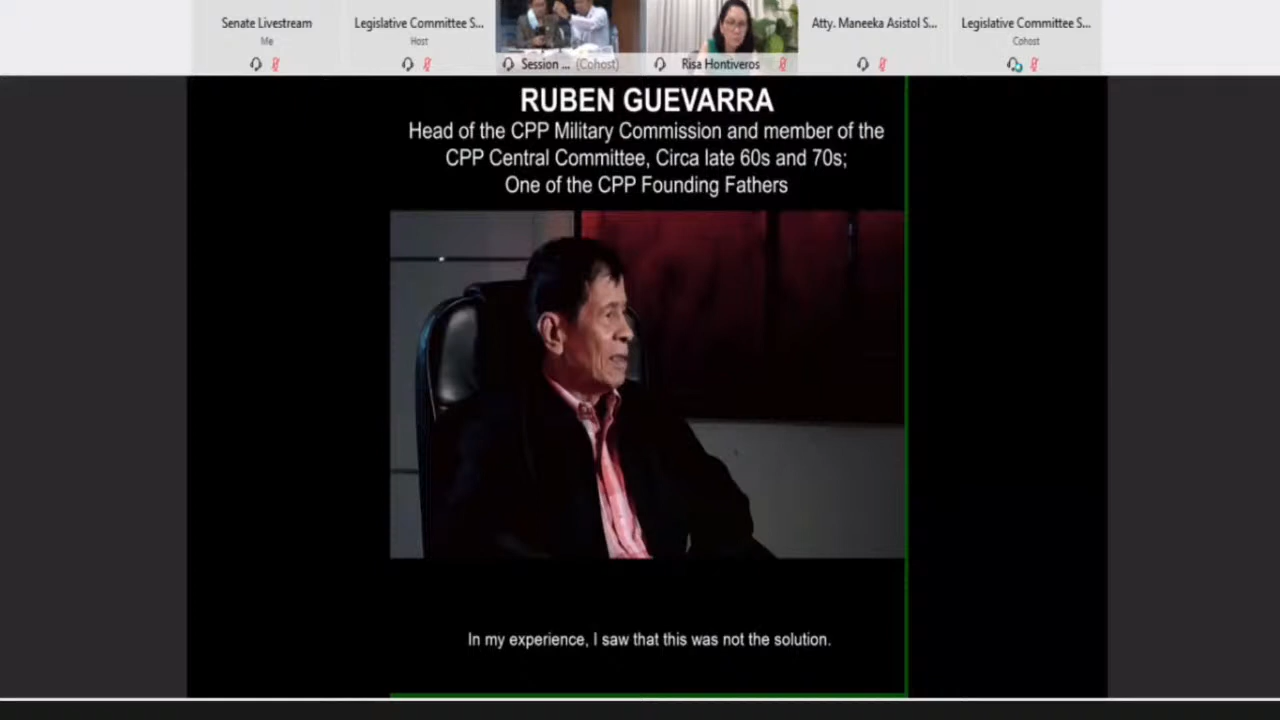 Senate Livestream
Me
Legislative Committee S...
Host
Session ... (Cohost)
Risa Hontiveros
Atty. Maneeka Asistol S...
Legislative Committee S...
Cohost
RUBEN GUEVARRA
Head of the CPP Military Commission and member of the
CPP Central Committee, Circa late 60s and 70s;
One of the CPP Founding Fathers
In my experience, I saw that this was not the solution.